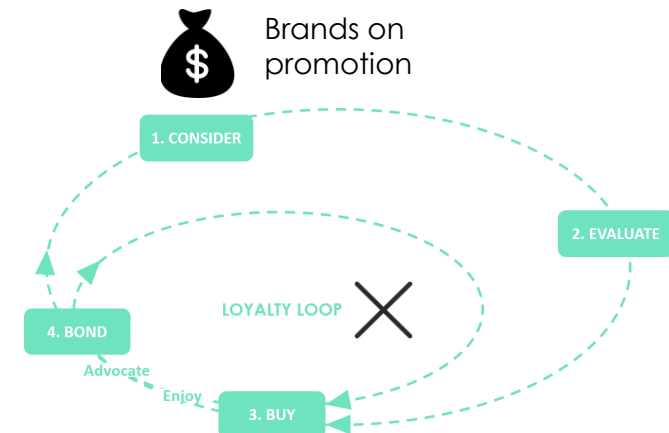 $
Brands on
promotion
1. CONSIDER
2. EVALUATE
LOYALTY LOOP
4. BOND
Advocate
Enjoy
3. BUY